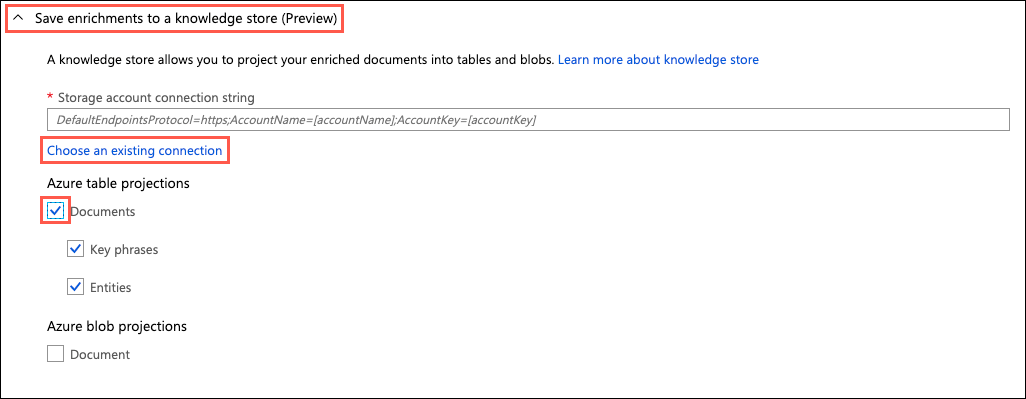 Save enrichments to a knowledge store (Preview)
A knowledge store allows you to project your enriched documents into tables and blobs. Learn more about knowledge store
* Storage account connection string
DefaultEndpointsProtocol=https;AccountName=[accountName];AccountKey=[accountKey]
Choose an existing connection
Azure table projections
Documents
Key phrases
Entities
Azure blob projections
Document